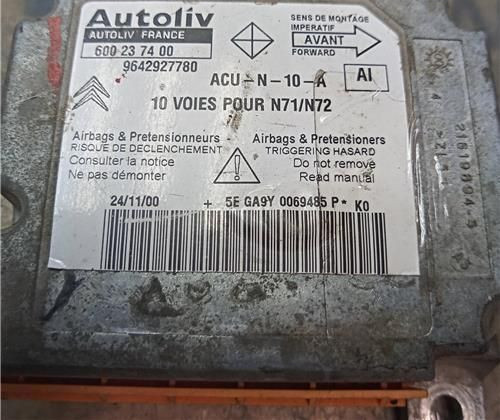 Autoliv
AUTOLIV FRANCE
600 23 74 00
9642927780
SENS DE MONTAGE
IMPERATIF
AVANT
FORWARD
ACU-N-10-A
AI
10 VOIES POUR N71/N72
Airbags & Pretensionneurs
RISQUE DE DECLENCHEMENT
Consulter la notice
Ne pas démonter
Airbags & Pretensioners
TRIGGERING HASARD
Do not remove
Read manual
24/11/00 + 5E GA9Y 0069485 P* K0